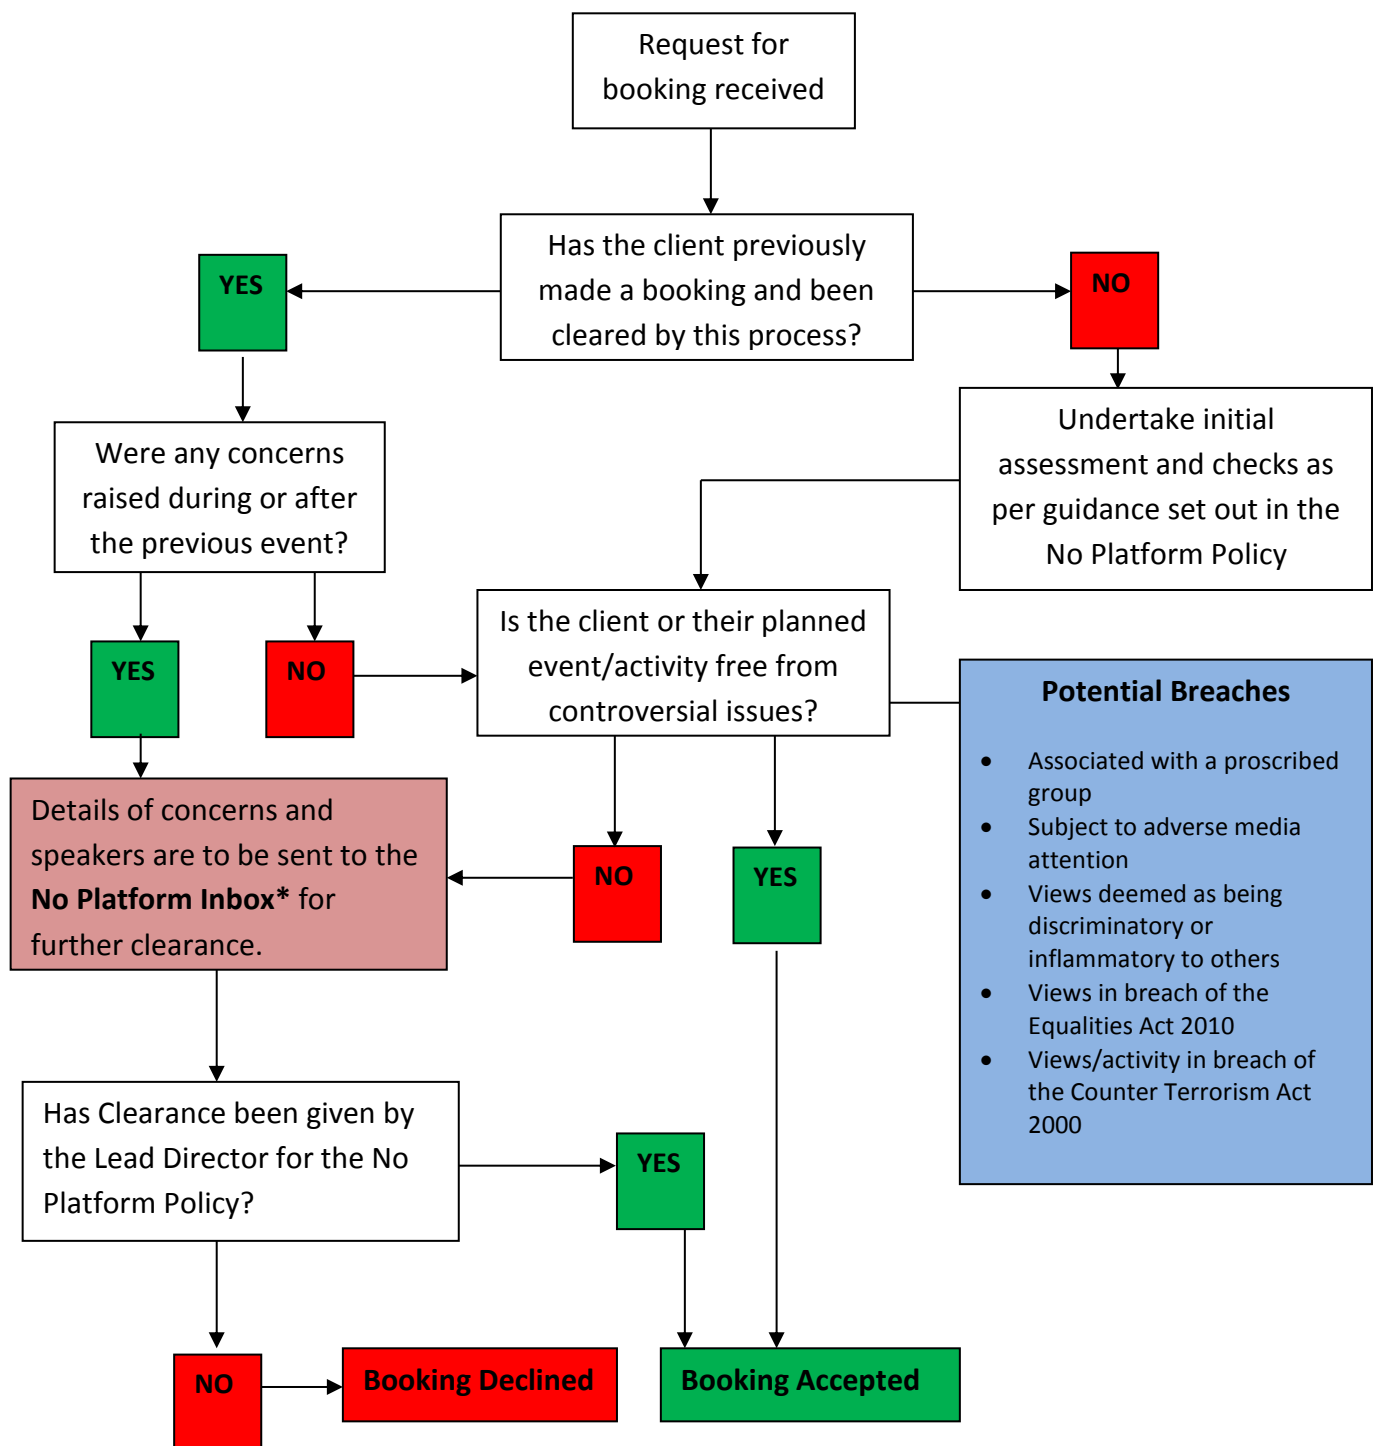 Request for
booking received
Has the client previously
made a booking and been
cleared by this process?
YES
NO
Were any concerns
raised during or after
the previous event?
Undertake initial
assessment and checks as
per guidance set out in the
No Platform Policy
YES
NO
Is the client or their planned
event/activity free from
controversial issues?
Potential Breaches
• Associated with a proscribed
group
• Subject to adverse media
attention
• Views deemed as being
discriminatory or
inflammatory to others
• Views in breach of the
Equalities Act 2010
• Views/activity in breach of
the Counter Terrorism Act
2000
Details of concerns and
speakers are to be sent to the
No Platform Inbox* for
further clearance.
NO
YES
Has Clearance been given by
the Lead Director for the No
Platform Policy?
YES
NO
Booking Declined
Booking Accepted